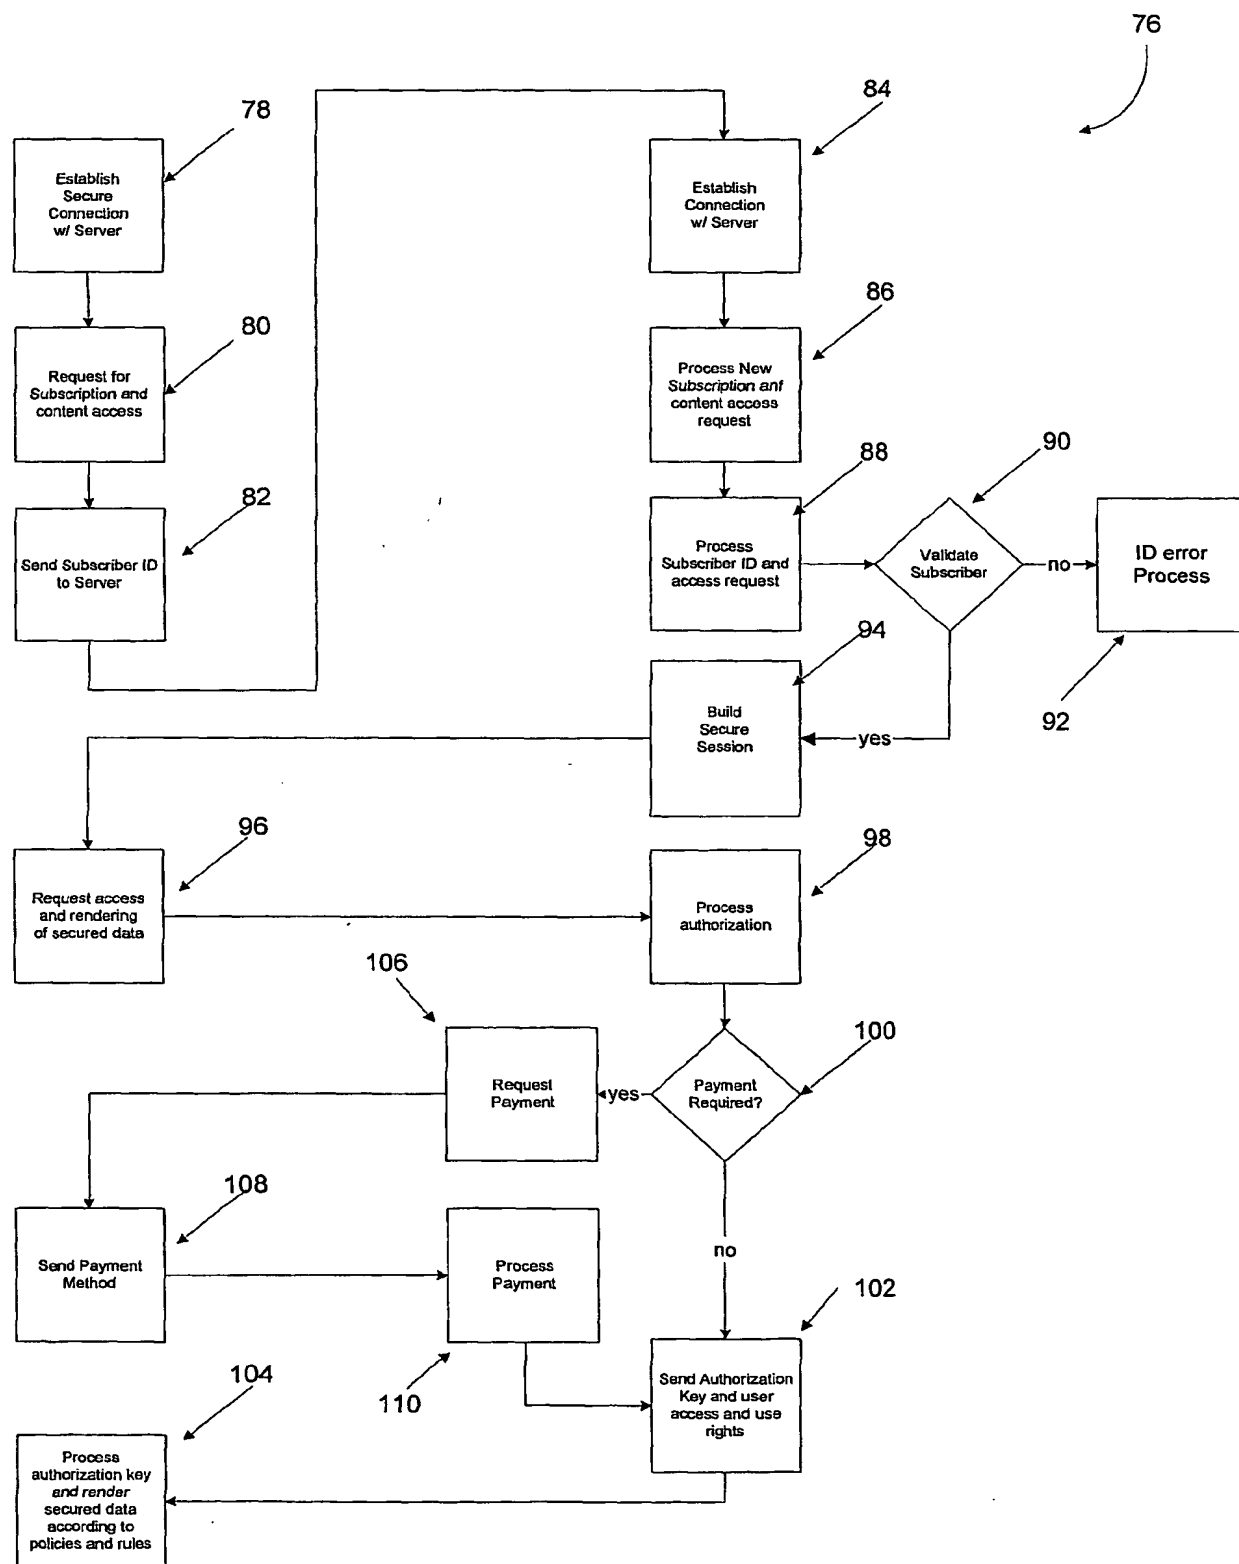 76
78
84
Establish
Secure
Connection
w/ Server
Establish
Connection
w/ Server
80
86
Request for
Subscription and
content access
Process New
Subscription anf
content access
request
82
88
90
Send Subscriber ID
to Server
Process
Subscriber ID and
access request
Validate
Subscriber
no
ID error
Process
94
92
Build
Secure
Session
yes
96
98
Request access
and rendering
of secured data
Process
authorization
106
100
Request
Payment
yes
Payment
Required?
108
Send Payment
Method
Process
Payment
no
102
104
110
Send Authorization
Key and user
access and use
rights
Process
authorization key
and render
secured data
according to
policies and rules